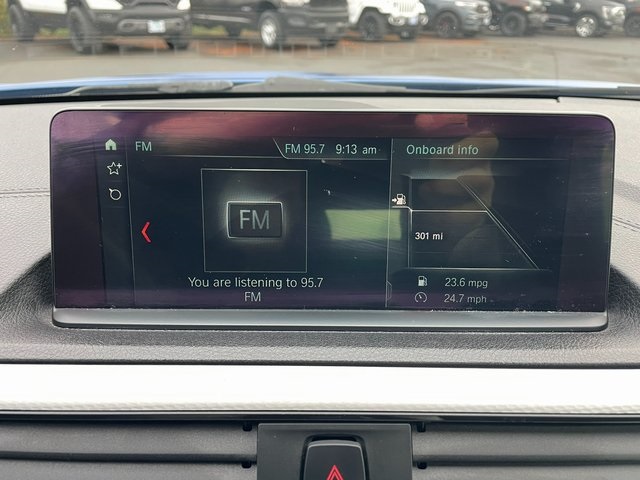 FM
FM 95.7 9:13 am
Onboard info
FM
301 mi
You are listening to 95.7
FM
23.6 mpg
24.7 mph